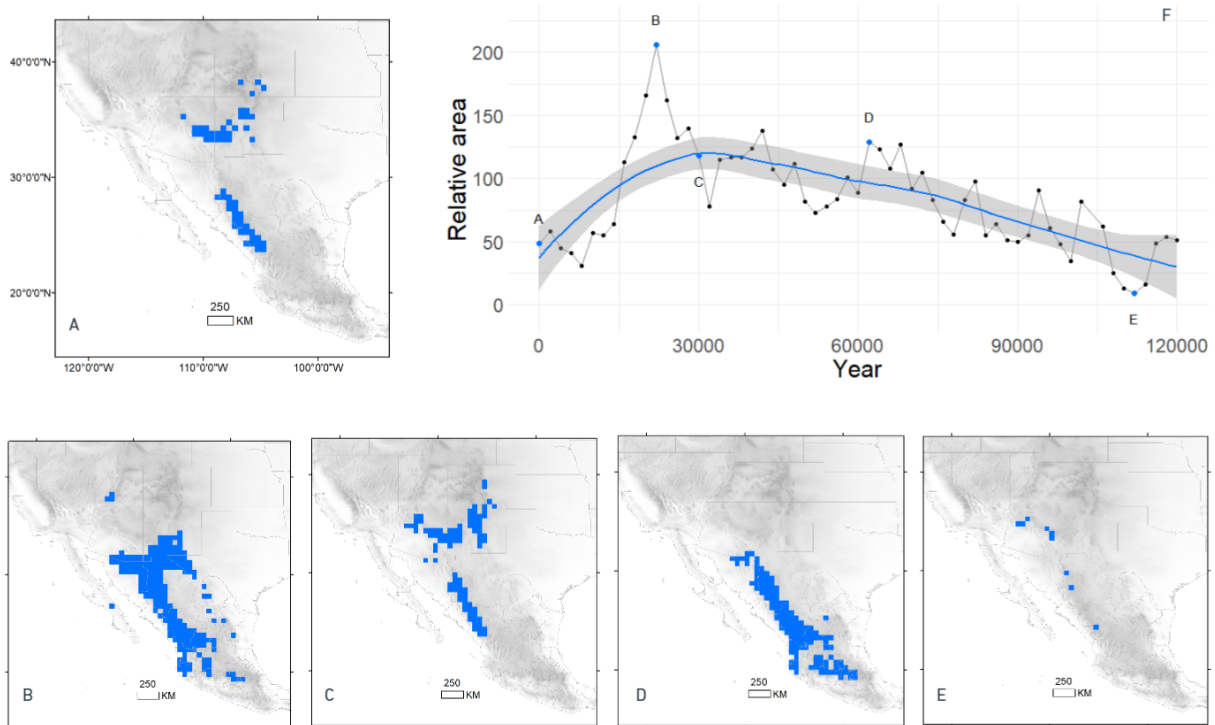 40°0'0"N
30°0'0"N
20°0'0"N
250
KM
A
120°0'0"W 110°0'0"W 100°0'0"W
F
B
200
150
D
C
100
A
50
E
0
Relative area
0 30000 60000 90000 120000
Year
250
B KM
250
C KM
250
D KM
250
E KM